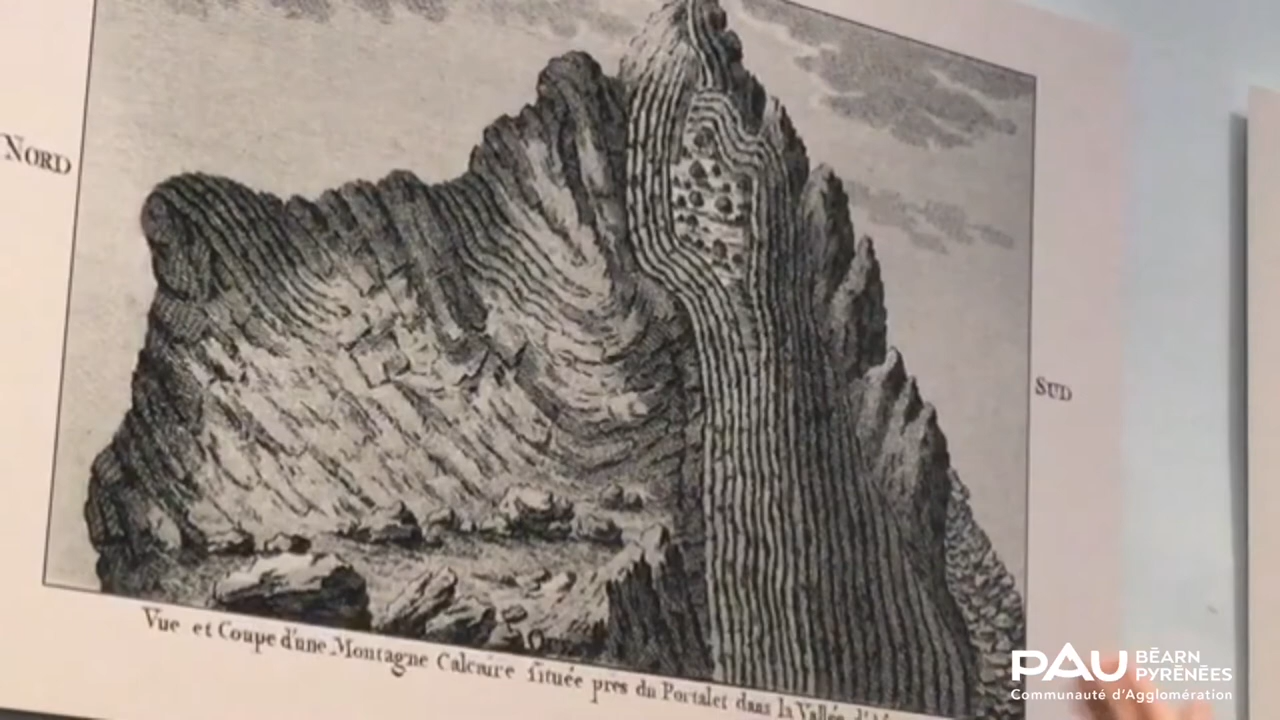 NORD
SUD
Vue et Coupe d'une Montagne Calcaire située pres du Portalet dans la Vallée
PAU BÉARN
PYRÉNÉES
Communauté d'Agglomération